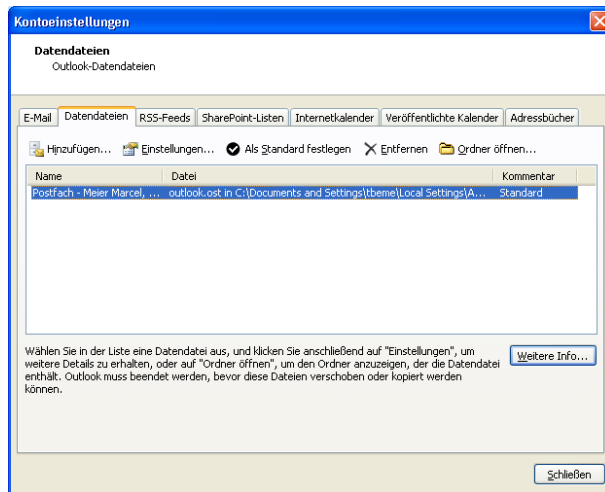 Kontoeinstellungen
Datendateien
Outlook-Datendateien
E-Mail Datendateien RSS-Feeds SharePoint-Listen Internetkalender Veröffentlichte Kalender Adressbücher
Hinzufügen... Einstellungen... Als Standard festlegen Entfernen Ordner öffnen...
Name Datei Kommentar
Postfach - Meier Marcel, ... outlook.ost in C:\Documents and Settings\tbeme\Local Settings\A... Standard
Wählen Sie in der Liste eine Datendatei aus, und klicken Sie anschließend auf "Einstellungen", um
weitere Details zu erhalten, oder auf "Ordner öffnen", um den Ordner anzuzeigen, der die Datendatei
enthält. Outlook muss beendet werden, bevor diese Dateien verschoben oder kopiert werden
können.
Weitere Info...
Schließen